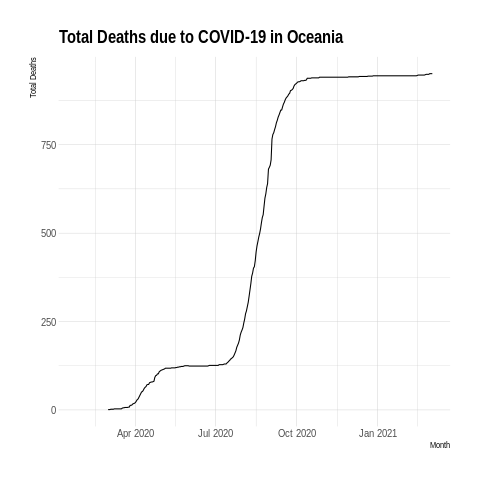 Total Deaths due to COVID-19 in Oceania
Total Deaths
750
500
250
0
Apr 2020 Jul 2020 Oct 2020 Jan 2021
Month